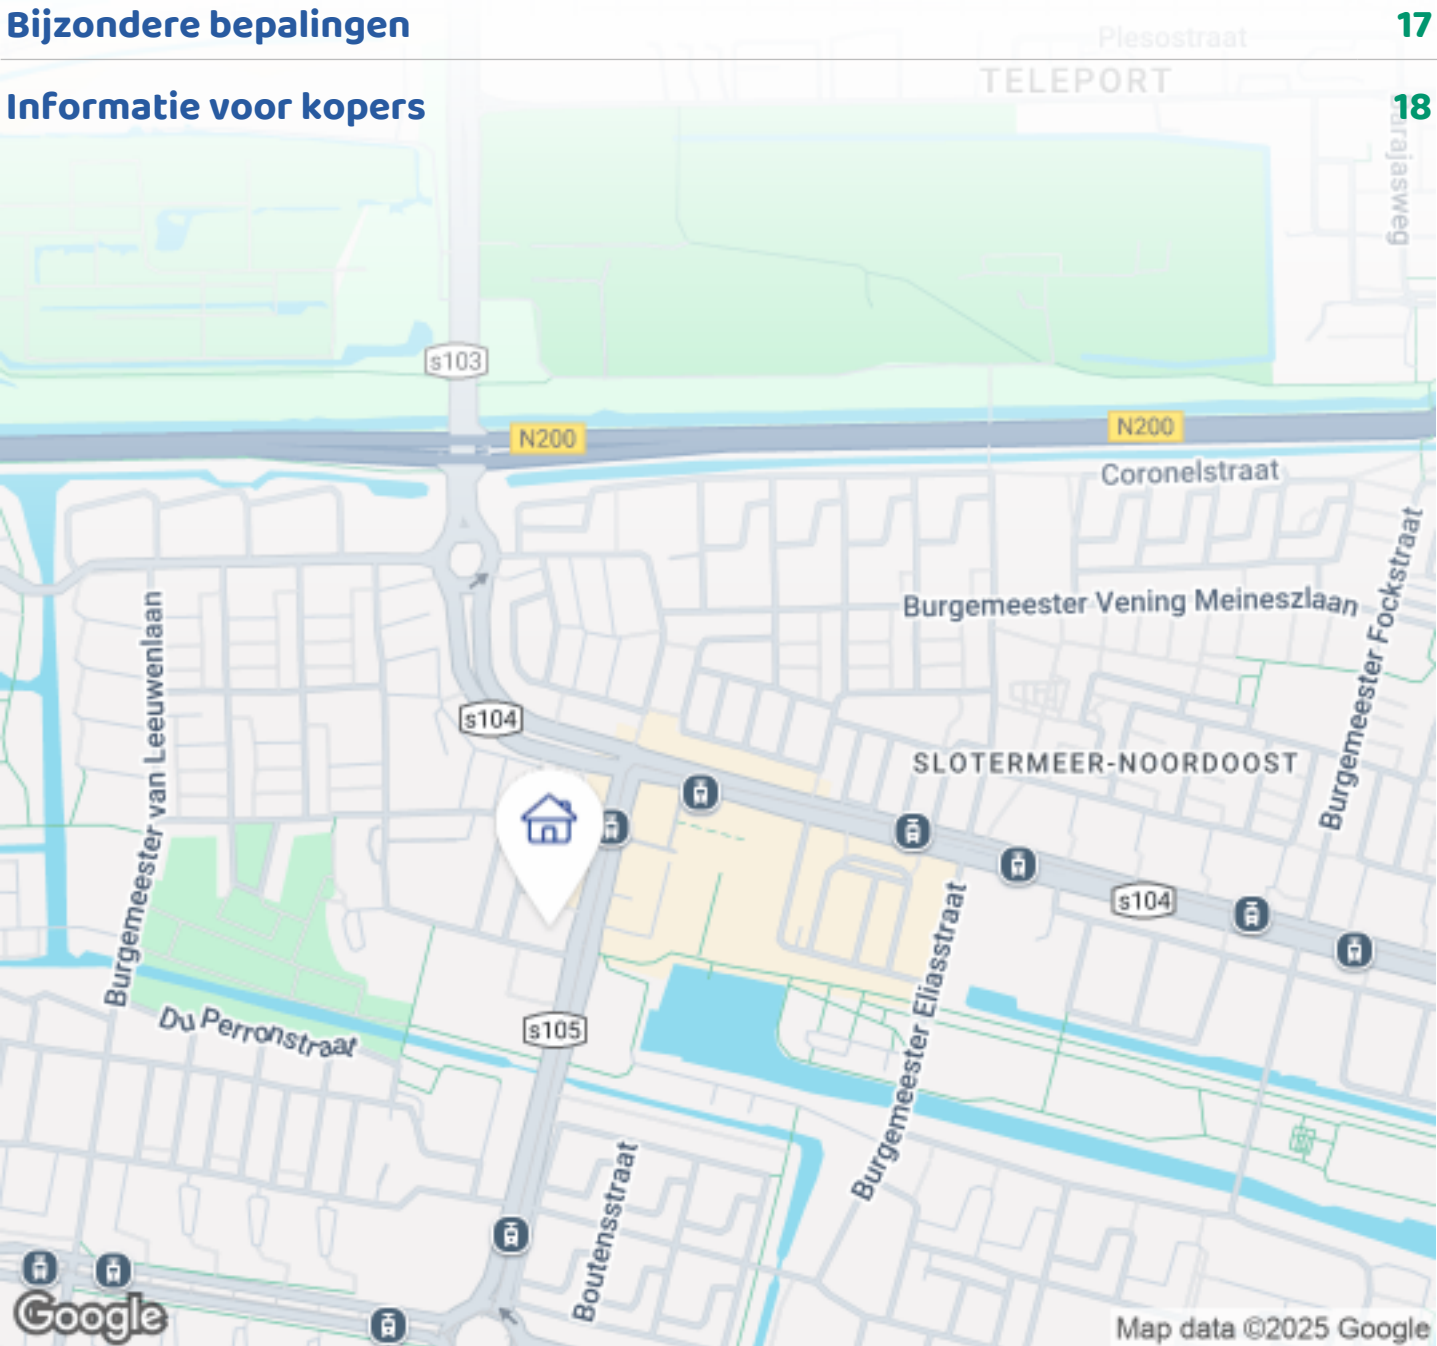 Bijzondere bepalingen 17
Plesostraat
TELEPORT
Informatie voor kopers 18
Barajasweg
s103
N200
N200
Coronelstraat
Burgemeester Vening Meineszlaan
Burgemeester Fockstraat
Burgemeester van Leeuwenlaan
s104
SLOTERMEER-NOORDOOST
s104
Burgemeester Eliasstraat
Du Perronstraat
s105
Boutensstraat
Google
Map data ©2025 Google